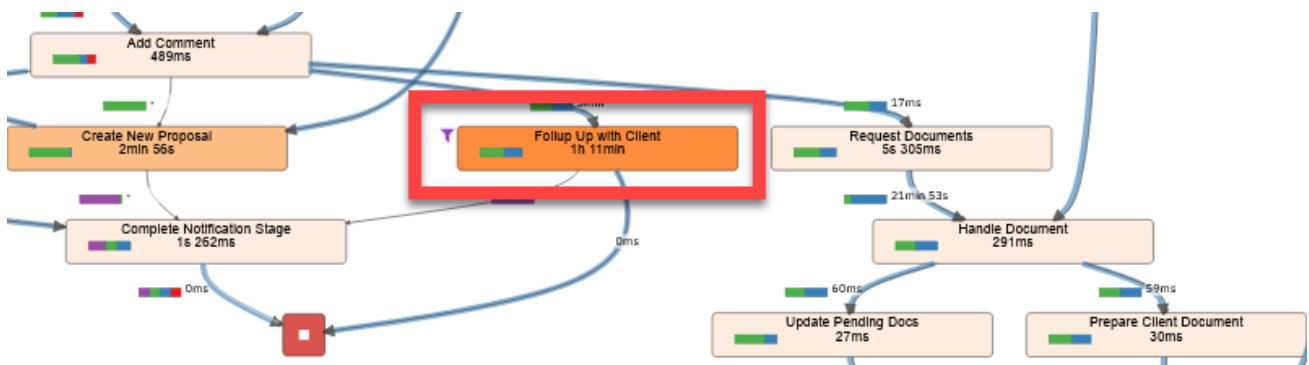 Add Comment
489ms
17ms
Create New Proposal
2min 56s
Follup Up with Client
1h 11min
Request Documents
5s 305ms
21min 53s
Complete Notification Stage
1s 262ms
0ms
Handle Document
291ms
0ms
60ms
59ms
Update Pending Docs
27ms
Prepare Client Document
30ms